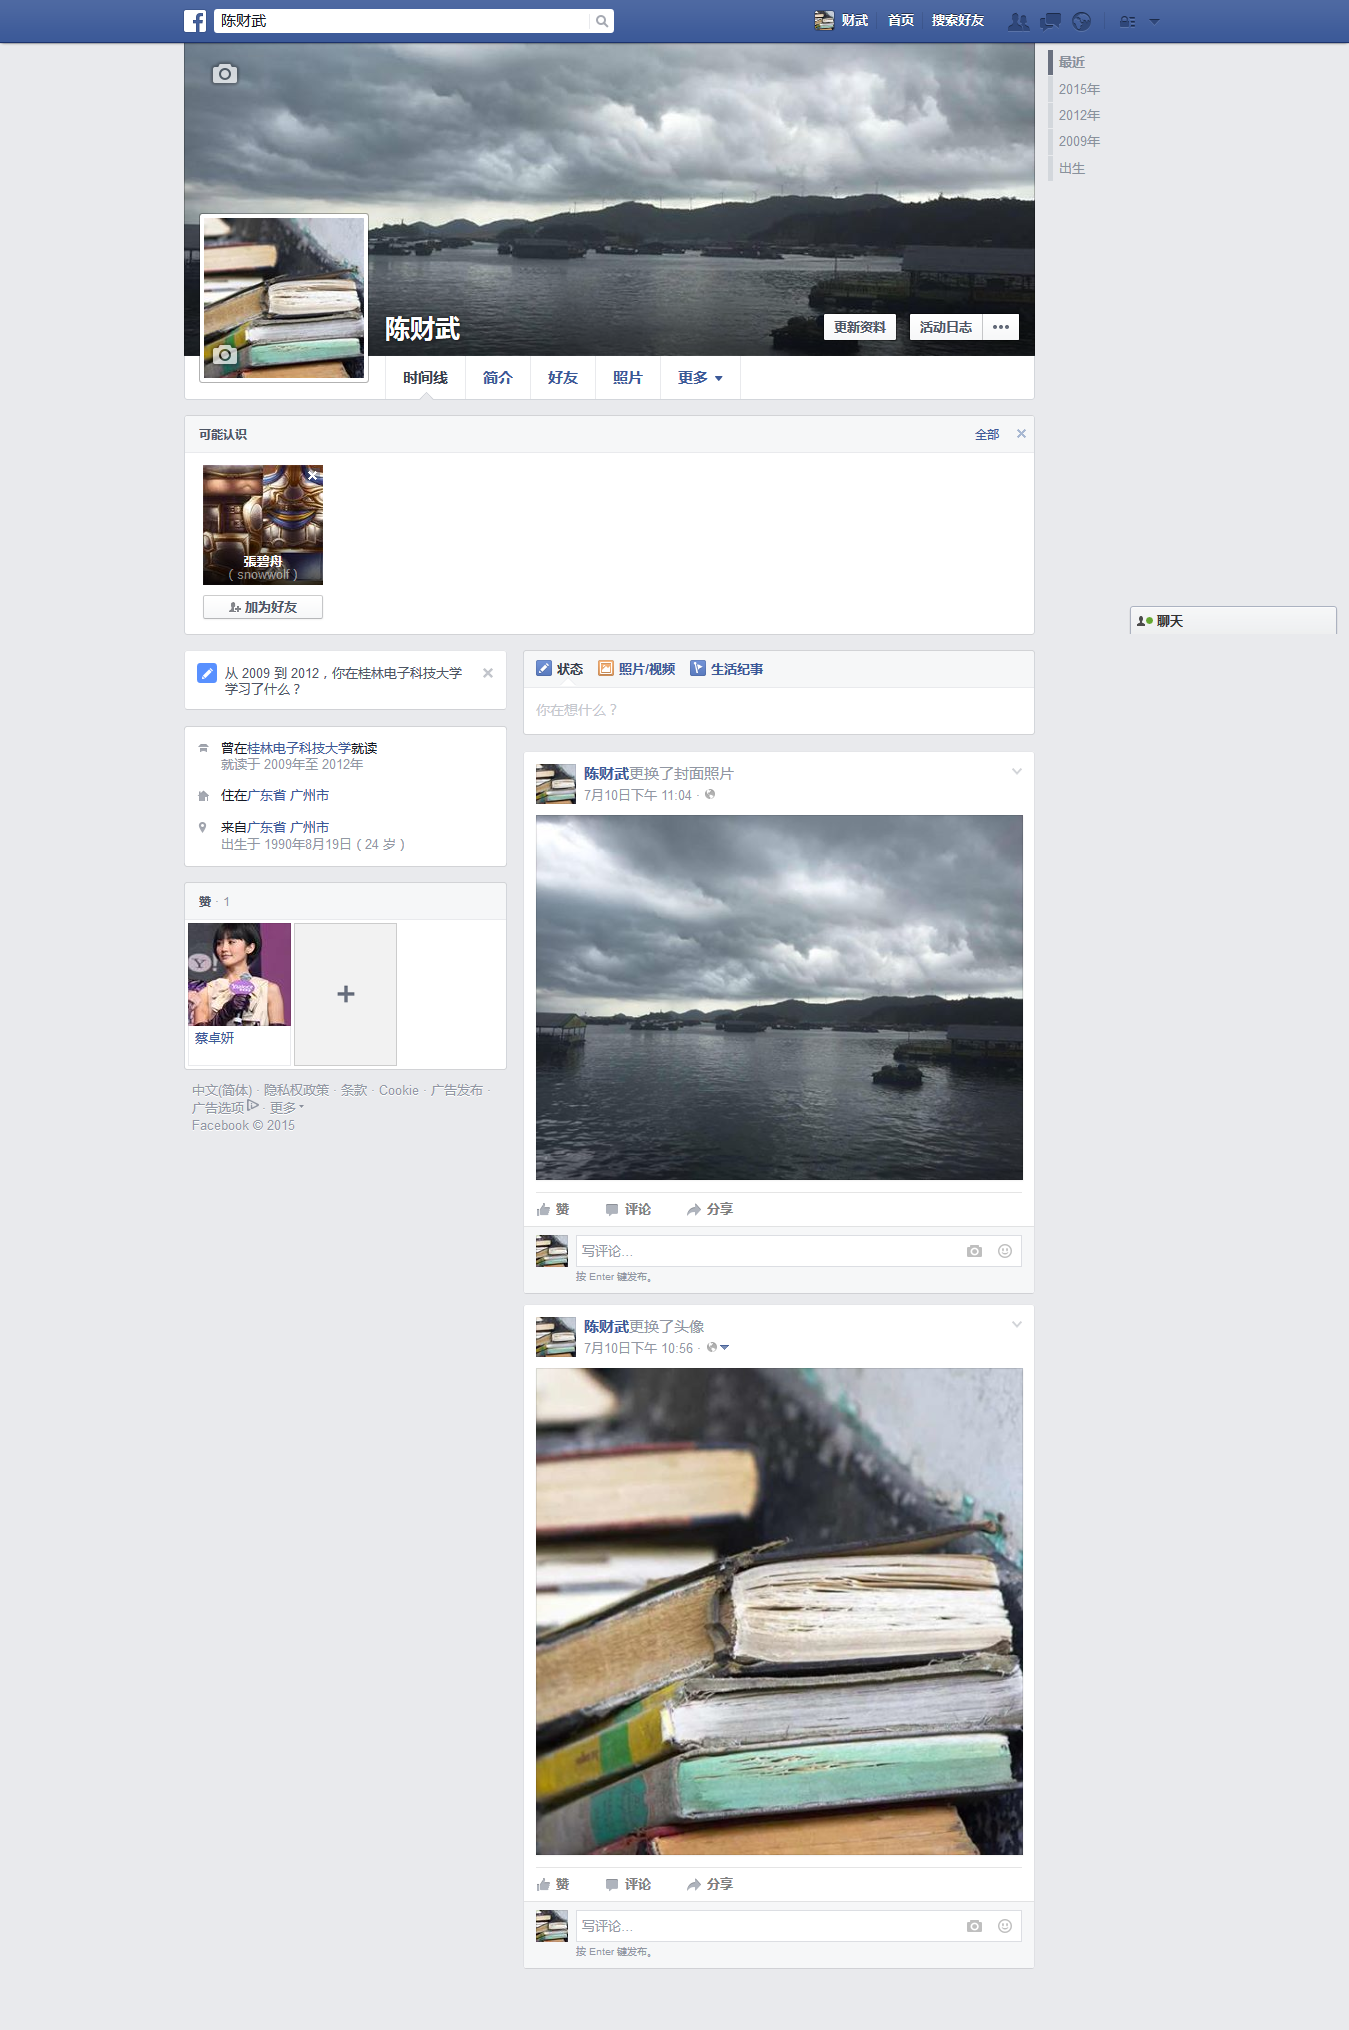 陈财武
财武 首页 搜索好友
最近
2015年
2012年
2009年
出生
陈财武
更新资料 活动日志
时间线 简介 好友 照片 更多
可能认识 全部
張碧舟
( snowwolf )
加为好友
聊天
从 2009 到 2012，你在桂林电子科技大学
学习了什么？
曾在桂林电子科技大学就读
就读于 2009年至 2012年
住在广东省 广州市
来自广东省 广州市
出生于 1990年8月19日 ( 24 岁 )
赞 · 1
蔡卓妍
中文(简体) · 隐私权政策 · 条款 · Cookie · 广告发布 ·
广告选项 · 更多
Facebook © 2015
状态 照片/视频 生活纪事
你在想什么？
陈财武更换了封面照片
7月10日下午 11:04 ·
赞 评论 分享
写评论...
按 Enter 键发布。
陈财武更换了头像
7月10日下午 10:56 ·
赞 评论 分享
写评论...
按 Enter 键发布。